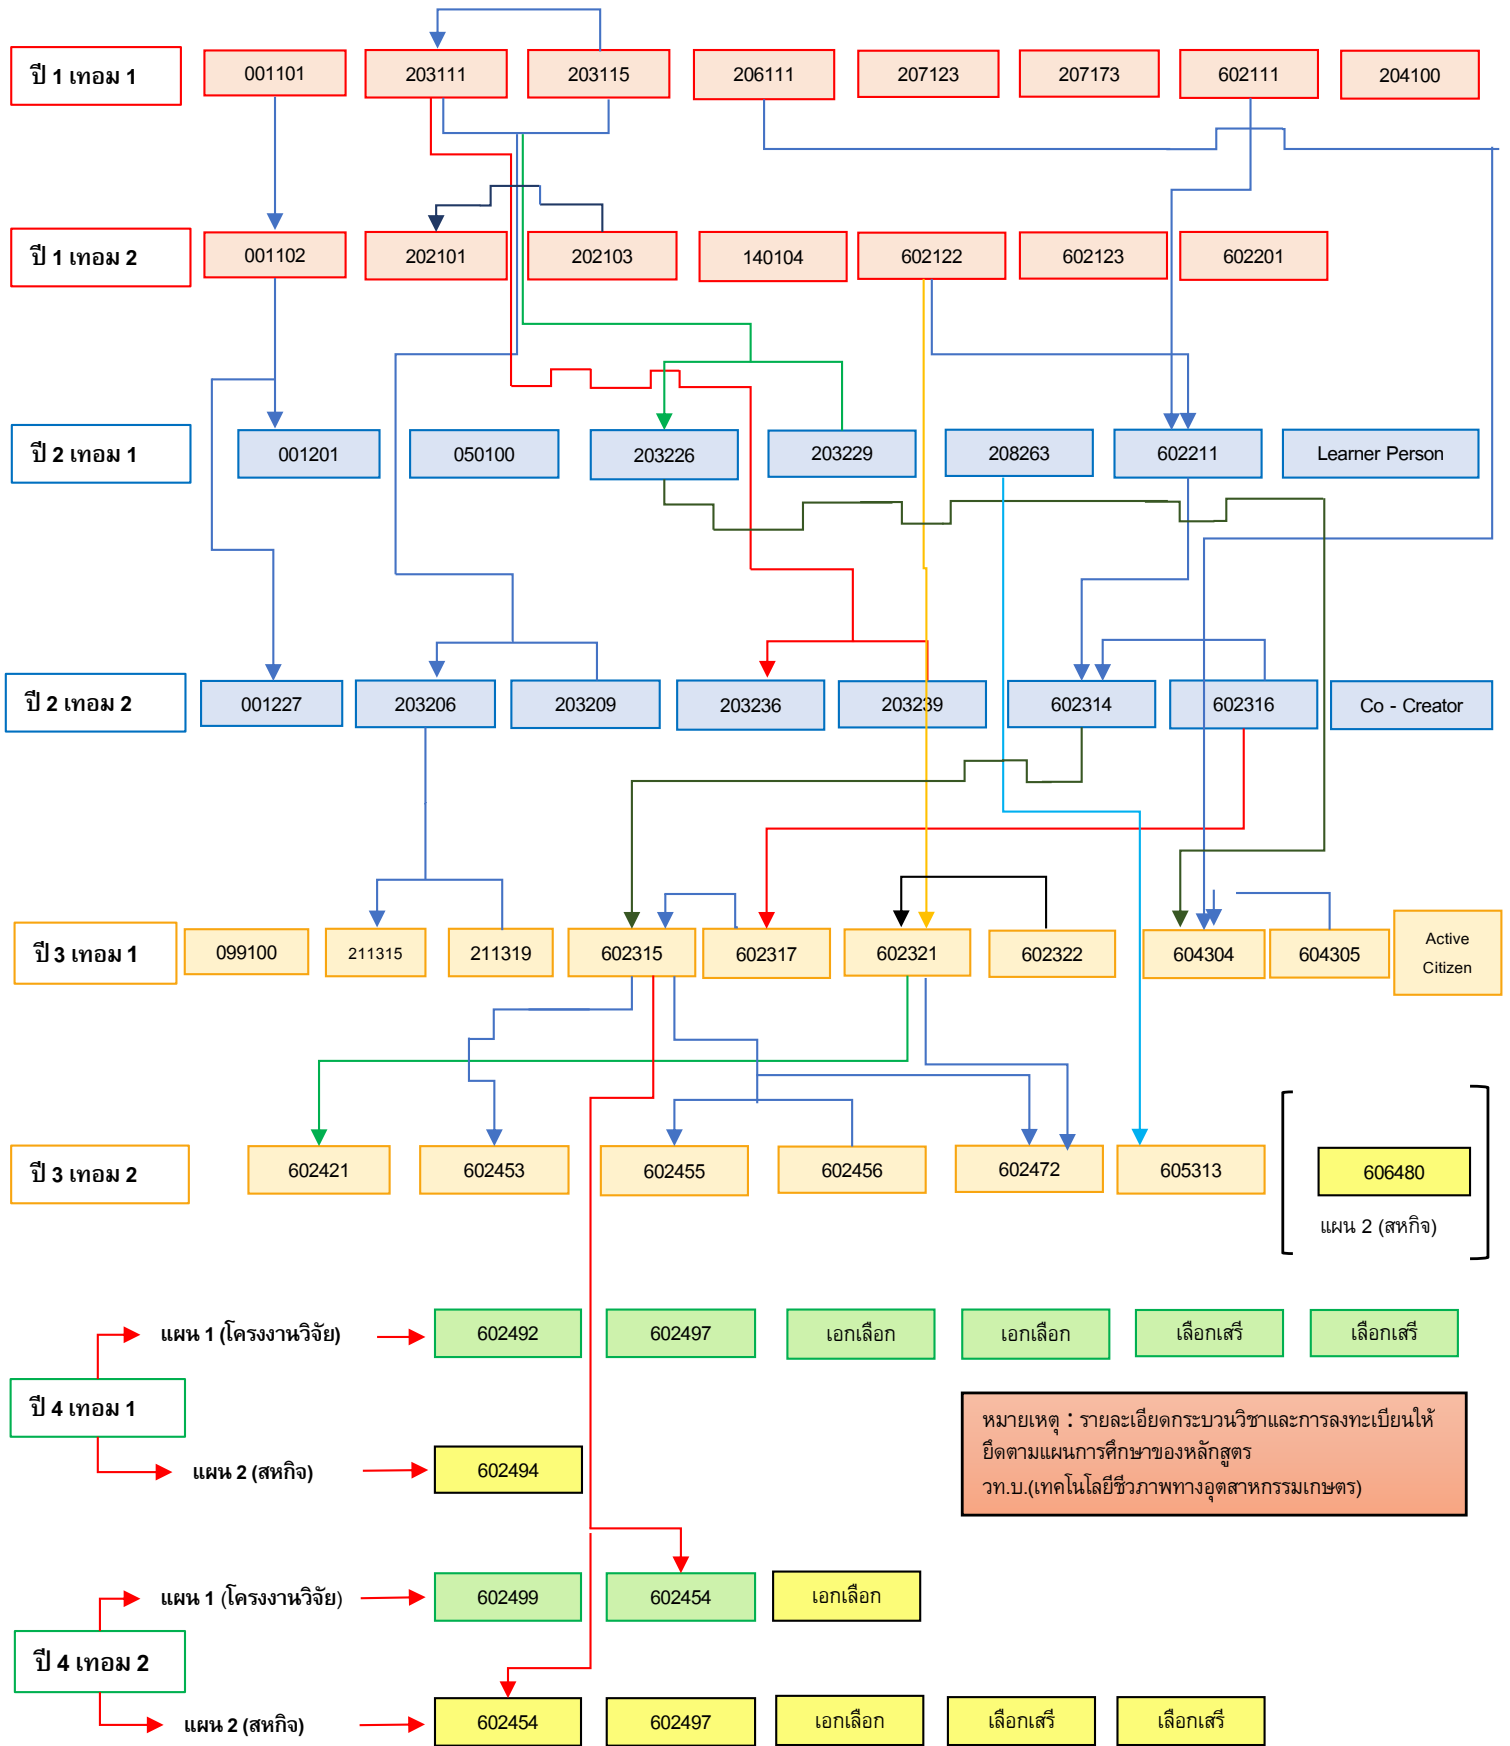 ปี 1 เทอม 1
001101
203111
203115
206111
207123
207173
602111
204100
ปี 1 เทอม 2
001102
202101
202103
140104
602122
602123
602201
ปี 2 เทอม 1
001201
050100
203226
203229
208263
602211
Learner Person
ปี 2 เทอม 2
001227
203206
203209
203236
203239
602314
602316
Co - Creator
ปี 3 เทอม 1
099100
211315
211319
602315
602317
602321
602322
604304
604305
Active
Citizen
ปี 3 เทอม 2
602421
602453
602455
602456
602472
605313
606480
แผน 2 (สหกิจ)
แผน 1 (โครงงานวิจัย)
602492
602497
เอกเลือก
เอกเลือก
เลือกเสรี
เลือกเสรี
ปี 4 เทอม 1
แผน 2 (สหกิจ)
602494
หมายเหตุ : รายละเอียดกระบวนวิชาและการลงทะเบียนให้
ยึดตามแผนการศึกษาของหลักสูตร
วท.บ.(เทคโนโลยีชีวภาพทางอุตสาหกรรมเกษตร)
แผน 1 (โครงงานวิจัย)
602499
602454
เอกเลือก
ปี 4 เทอม 2
แผน 2 (สหกิจ)
602454
602497
เอกเลือก
เลือกเสรี
เลือกเสรี